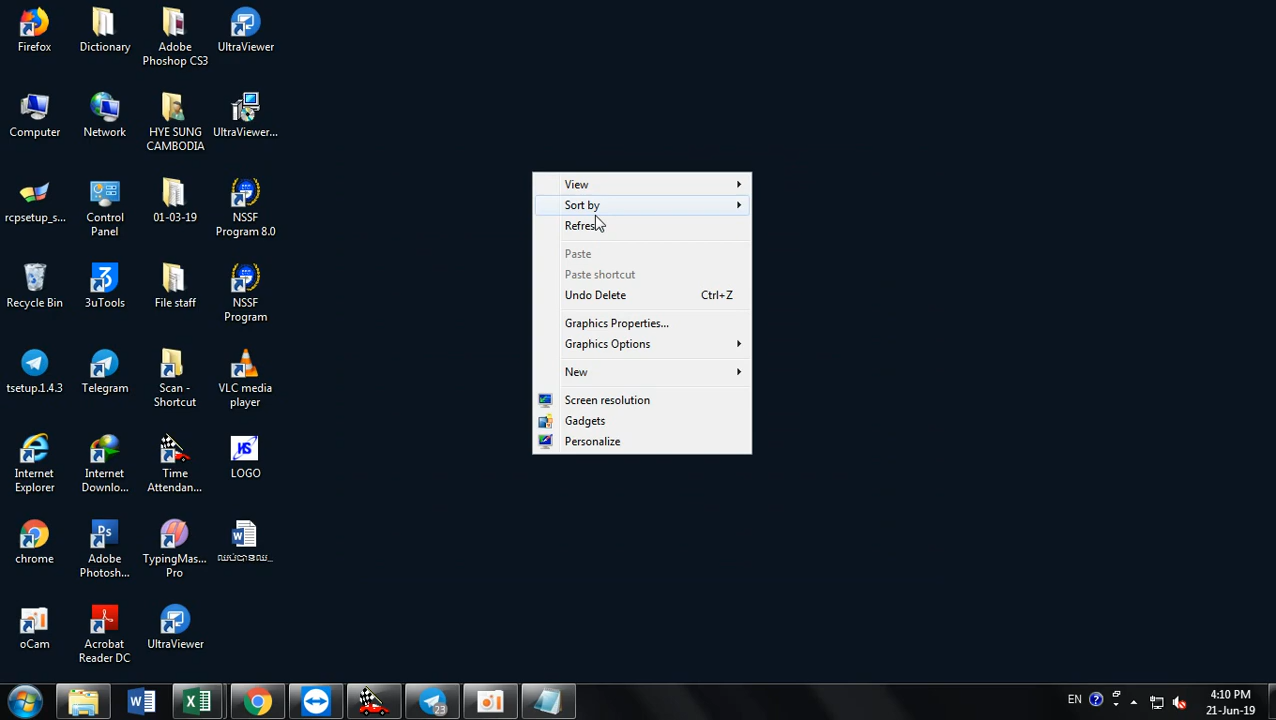 Firefox
Dictionary
Adobe
Phoshop CS3
UltraViewer
Computer
Network
HYE SUNG
CAMBODIA
UltraViewer...
rcpsetup_s...
Control
Panel
01-03-19
NSSF
Program 8.0
Recycle Bin
3uTools
File staff
NSSF
Program
tsetup.1.4.3
Telegram
Scan -
Shortcut
VLC media
player
Internet
Explorer
Internet
Downlo...
Time
Attendan...
LOGO
chrome
Adobe
Photosh...
TypingMas...
Pro
oCam
Acrobat
Reader DC
UltraViewer
View
Sort by
Refresh
Paste
Paste shortcut
Undo Delete Ctrl+Z
Graphics Properties...
Graphics Options
New
Screen resolution
Gadgets
Personalize
23
EN
4:10 PM
21-Jun-19